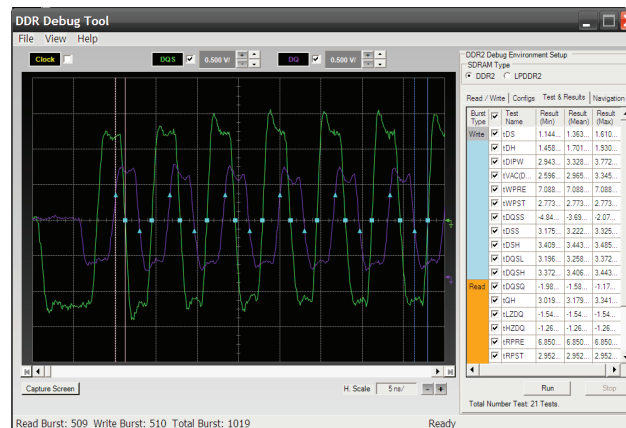 DDR Debug Tool
File View Help
Clock DQS 0.500 V/ DQ 0.500 V/
DDR2 Debug Environment Setup
SDRAM Type
DDR2 LPDDR2
Read / Write Configs Test & Results Navigation
Burst Type Test Name Result (Min) Result (Mean) Result (Max)
Write tDS 1.144... 1.363... 1.610...
tDH 1.458... 1.701... 1.930...
tDIPW 2.943... 3.328... 3.772...
tVAC(D... 2.596... 2.965... 3.345...
tWPRE 7.088... 7.088... 7.088...
tWPST 2.773... 2.773... 2.773...
tDQSS -4.84... -3.69... -2.07...
tDSS 3.175... 3.222... 3.325...
tDSH 3.409... 3.443... 3.485...
tDQSL 3.196... 3.258... 3.372...
tDQSH 3.372... 3.406... 3.443...
Read tDQSQ -1.98... -1.58... -1.17...
tQH 3.019... 3.179... 3.341...
tLZDQ -1.54... -1.54... -1.54...
tHZDQ -1.26... -1.26... -1.26...
tRPRE 6.850... 6.850... 6.850...
tRPST 2.952... 2.952... 2.952...
Capture Screen H. Scale 5 ns/
Run Stop
Total Number Test: 21 Tests.
Read Burst: 509 Write Burst: 510 Total Burst: 1019 Ready